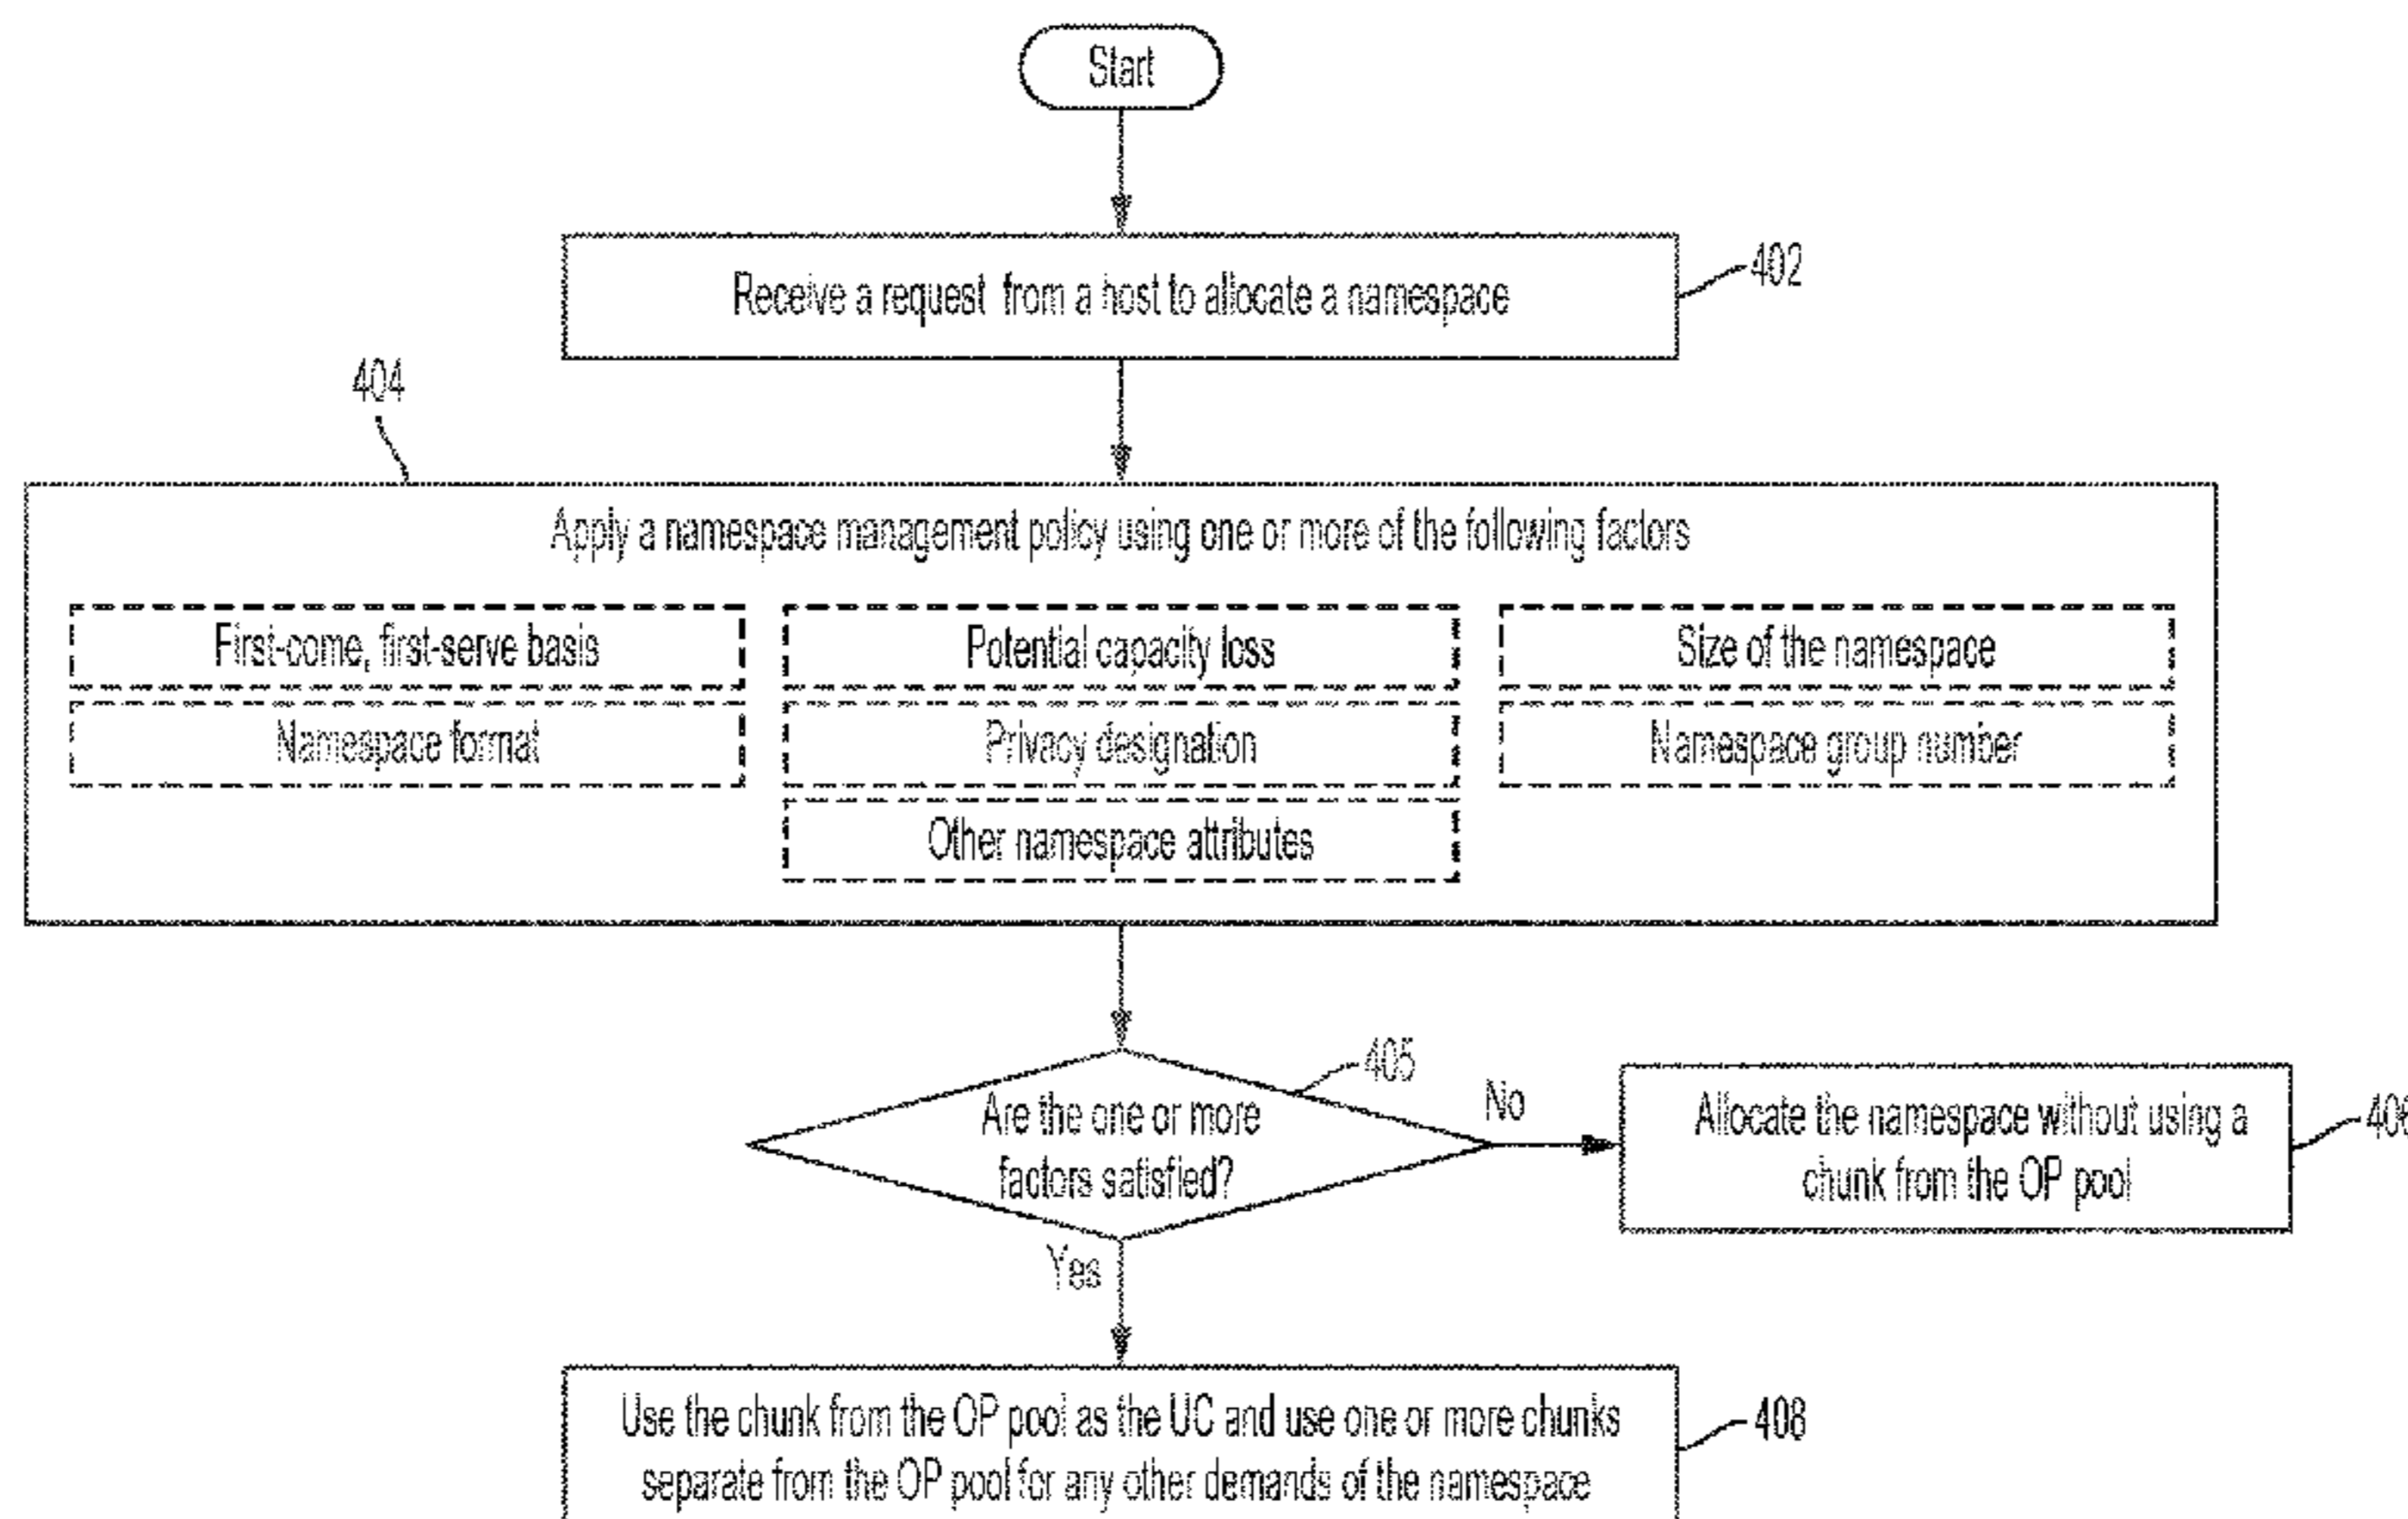 Start
Receive a request from a host to allocate a namespace
402
404
Apply a namespace management policy using one or more of the following factors
First-come, first-serve basis
Potential capacity loss
Size of the namespace
Namespace format
Privacy designation
Namespace group number
Other namespace attributes
405
Are the one or more
factors satisfied?
No
Allocate the namespace without using a
chunk from the OP pool
406
Yes
Use the chunk from the OP pool as the UC and use one or more chunks
separate from the OP pool for any other demands of the namespace
408